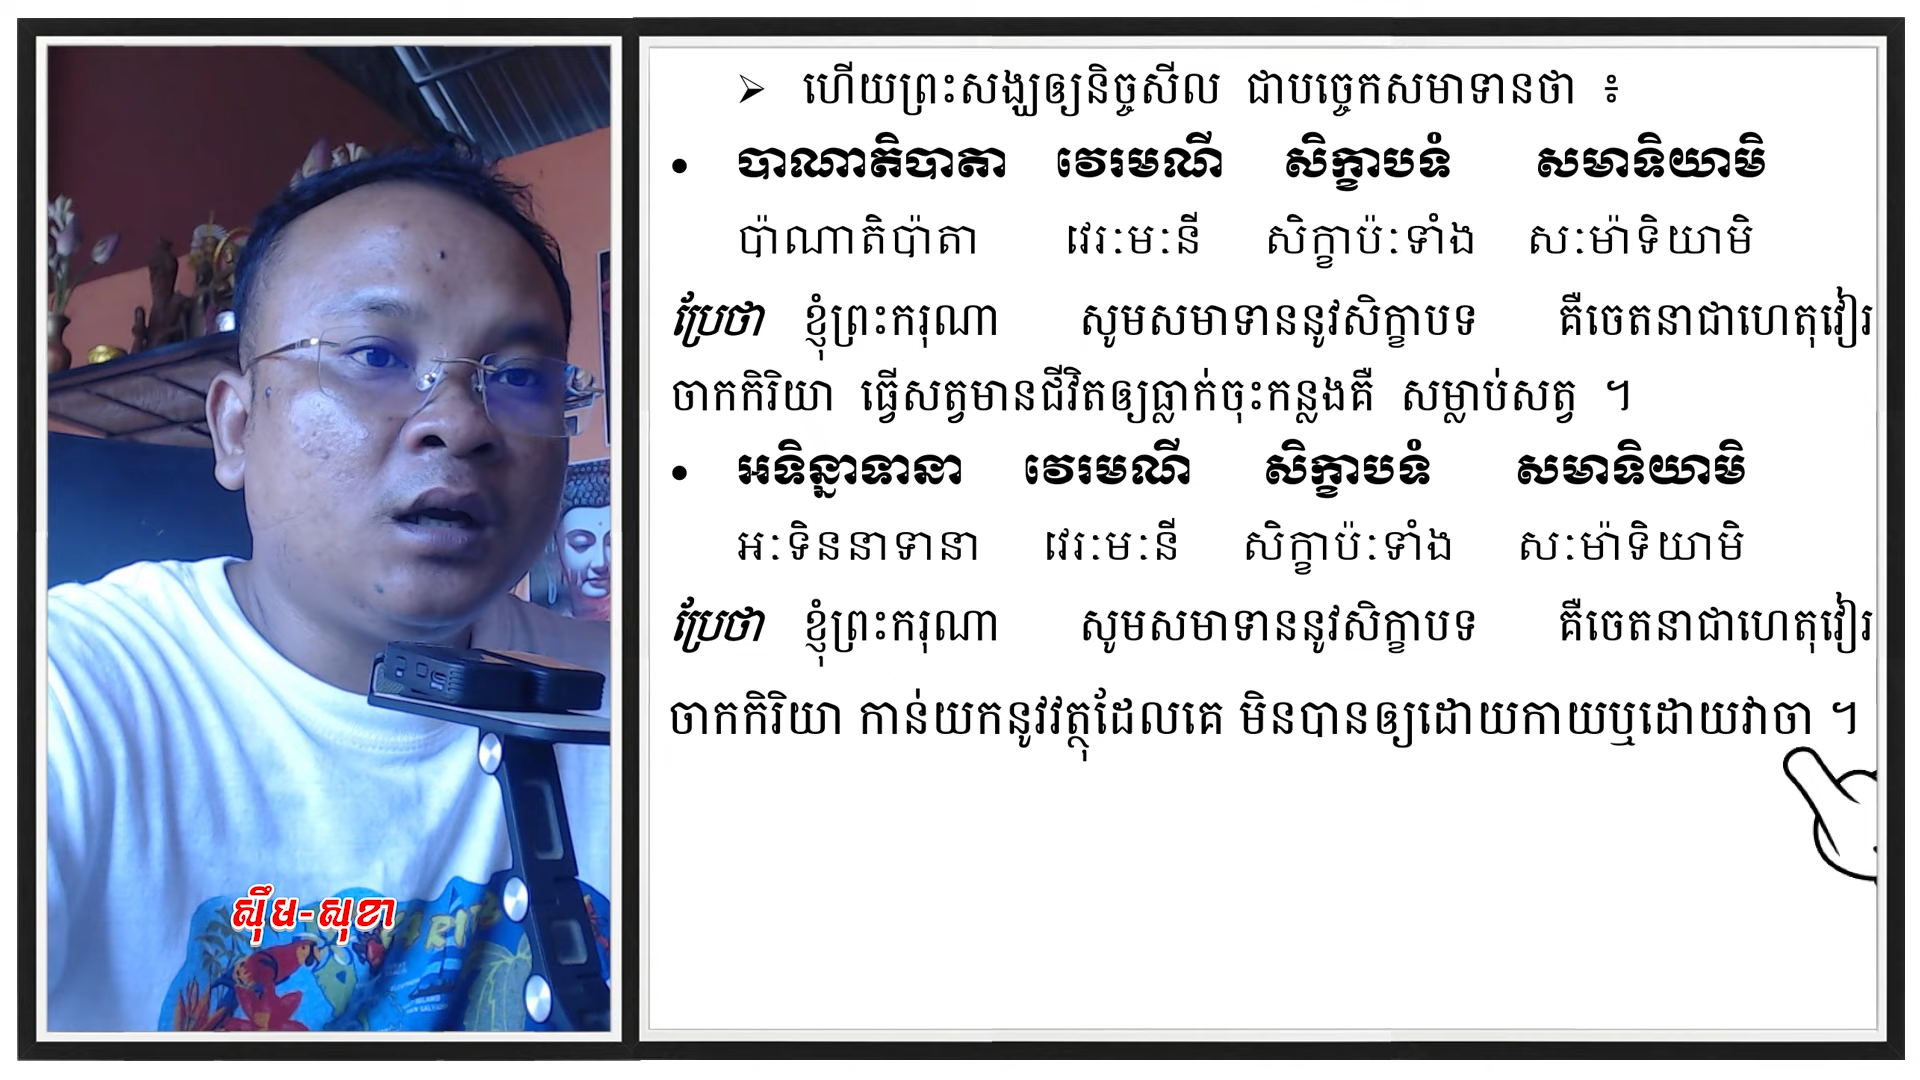 ហើយព្រះសង្ឃឲ្យនិច្ចសីល ជាបច្ចេកសមាទានថា ៖
• បាណាតិបាតា វេរមណី សិក្ខាបទំ សមាទិយាមិ
ប៉ាណាតិប៉ាតា វេរៈមៈនី សិក្ខាប៉ៈទាំង សៈម៉ាទិយាមិ
ប្រែថា ខ្ញុំព្រះករុណា សូមសមាទាននូវសិក្ខាបទ គឺចេតនាជាហេតុវៀរ
ចាកកិរិយា ធ្វើសត្វមានជីវិតឲ្យធ្លាក់ចុះកន្លងគឺ សម្លាប់សត្វ ។
• អទិន្នាទានា វេរមណី សិក្ខាបទំ សមាទិយាមិ
អៈទិននាទានា វេរៈមៈនី សិក្ខាប៉ៈទាំង សៈម៉ាទិយាមិ
ប្រែថា ខ្ញុំព្រះករុណា សូមសមាទាននូវសិក្ខាបទ គឺចេតនាជាហេតុវៀរ
ចាកកិរិយា កាន់យកនូវវត្ថុដែលគេ មិនបានឲ្យដោយកាយឬដោយវាចា ។
ស៊ឹម-សុខា